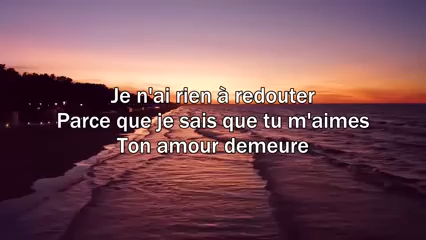 Je n'ai rien à redouter
Parce que je sais que tu m'aimes
Ton amour demeure